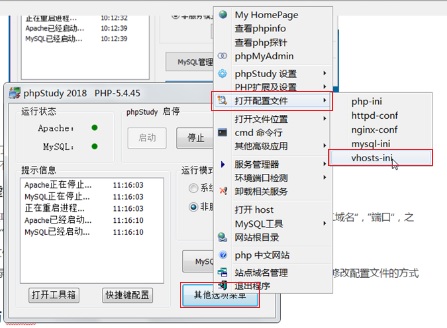 正在重启进程... 10:12:32
Apache已经启动... 10:12:39
MySQL已经启动... 10:12:39
MySQL管理
My HomePage
查看phpinfo
查看php探针
phpMyAdmin
phpStudy 设置
PHP扩展及设置
打开配置文件
打开文件位置
cmd 命令行
其他高级应用
服务管理器
环境端口检测
卸载相关服务
打开 host
MySQL工具
网站根目录
php 中文网站
站点域名管理
退出程序
php-ini
httpd-conf
nginx-conf
mysql-ini
vhosts-ini
phpStudy 2018 PHP-5.4.45
运行状态
phpStudy 启停
Apache:
MySQL:
启动
停止
提示信息
运行模式
Apache正在停止... 11:16:03
MySQL正在停止... 11:16:03
正在重启进程... 11:16:03
Apache已经启动... 11:16:10
MySQL已经启动... 11:16:10
系统
非服
MySQL
打开工具箱
快捷键配置
其他选项菜单
域名”，“端口”，之
修改配置文件的方式